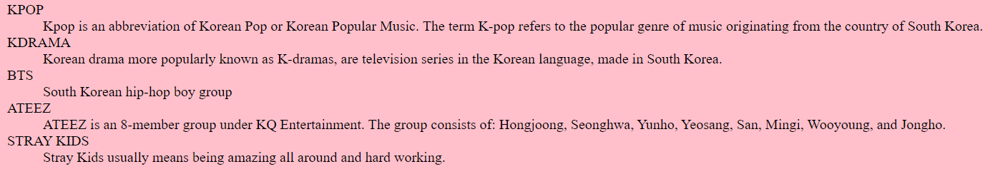 KPOP
Kpop is an abbreviation of Korean Pop or Korean Popular Music. The term K-pop refers to the popular genre of music originating from the country of South Korea.
KDRAMA
Korean drama more popularly known as K-dramas, are television series in the Korean language, made in South Korea.
BTS
South Korean hip-hop boy group
ATEEZ
ATEEZ is an 8-member group under KQ Entertainment. The group consists of: Hongjoong, Seonghwa, Yunho, Yeosang, San, Mingi, Wooyoung, and Jongho.
STRAY KIDS
Stray Kids usually means being amazing all around and hard working.